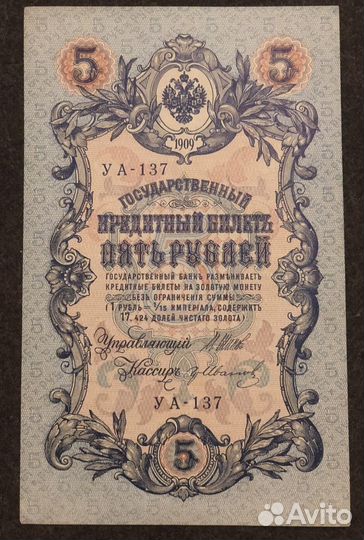 5 5
1909
УА-137
ГОСУДАРСТВЕННЫЙ
КРЕДИТНЫЙ БИЛЕТЪ
ПЯТЬ РУБЛЕЙ
ГОСУДАРСТВЕННЫЙ БАНКЪ РАЗМѢНИВАЕТЪ
КРЕДИТНЫЕ БИЛЕТЫ НА ЗОЛОТУЮ МОНЕТУ
БЕЗЪ ОГРАНИЧЕНІЯ СУММЫ
(1 РУБЛЬ = 1/15 ИМПЕРІАЛА, СОДЕРЖИТЪ
17,424 ДОЛЕЙ ЧИСТАГО ЗОЛОТА)
Управляющій
Кассиръ
УА-137
5
Avito